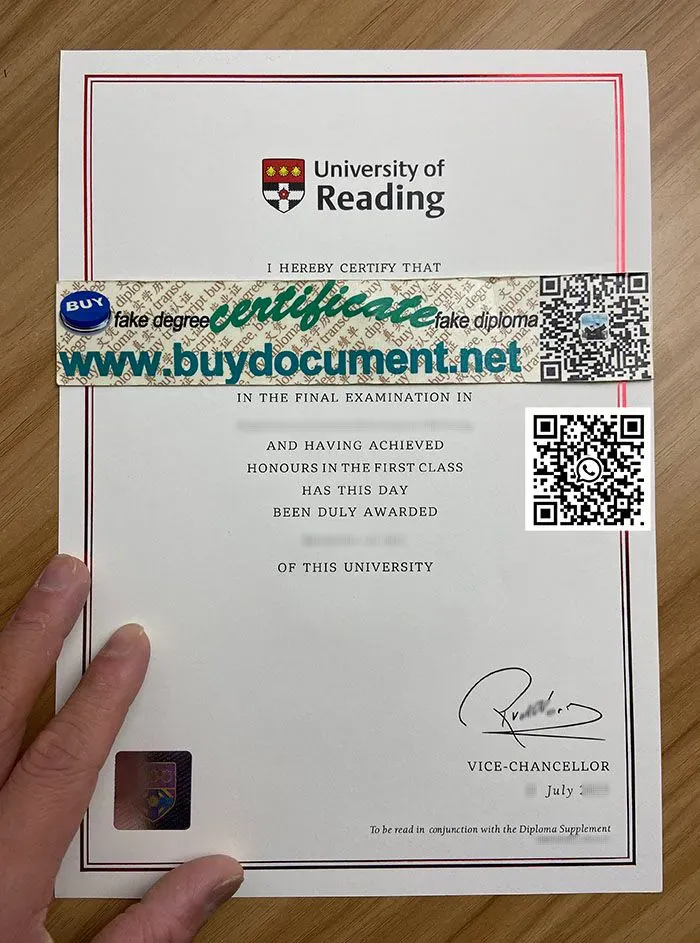 University of
Reading
I HEREBY CERTIFY THAT
BUY
fake degree certificate fake diploma
www.buydocument.net
IN THE FINAL EXAMINATION IN
AND HAVING ACHIEVED
HONOURS IN THE FIRST CLASS
HAS THIS DAY
BEEN DULY AWARDED
OF THIS UNIVERSITY
VICE-CHANCELLOR
July
To be read in conjunction with the Diploma Supplement